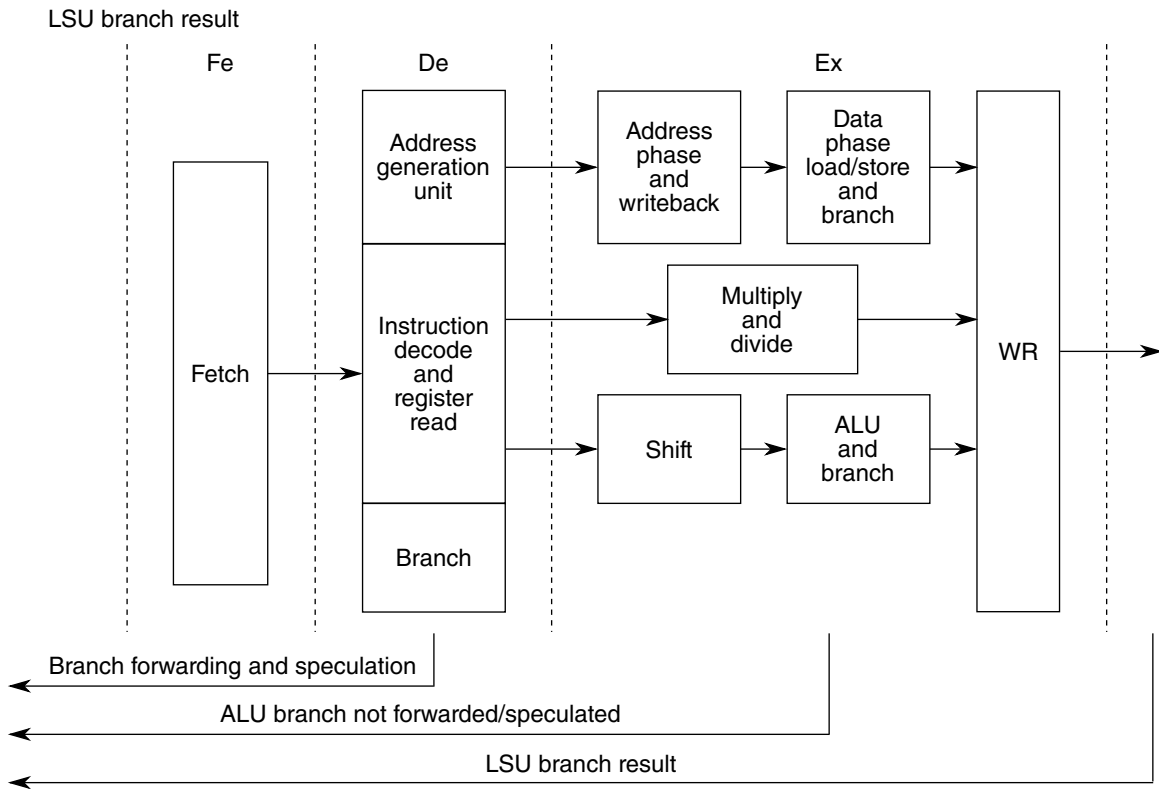 LSU branch result
Fe
De
Ex
Address
generation
unit
Address
phase
and
writeback
Data
phase
load/store
and
branch
Fetch
Instruction
decode
and
register
read
Multiply
and
divide
WR
Shift
ALU
and
branch
Branch
Branch forwarding and speculation
ALU branch not forwarded/speculated
LSU branch result